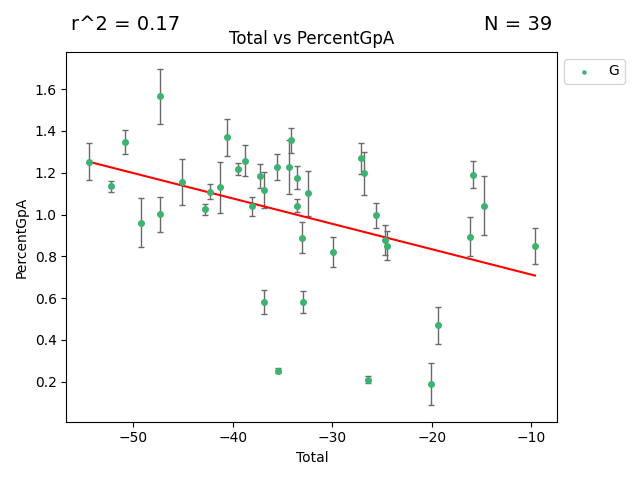 r^2 = 0.17
N = 39
Total vs PercentGpA
G
PercentGpA
1.6
1.4
1.2
1.0
0.8
0.6
0.4
0.2
−50
−40
−30
−20
−10
Total